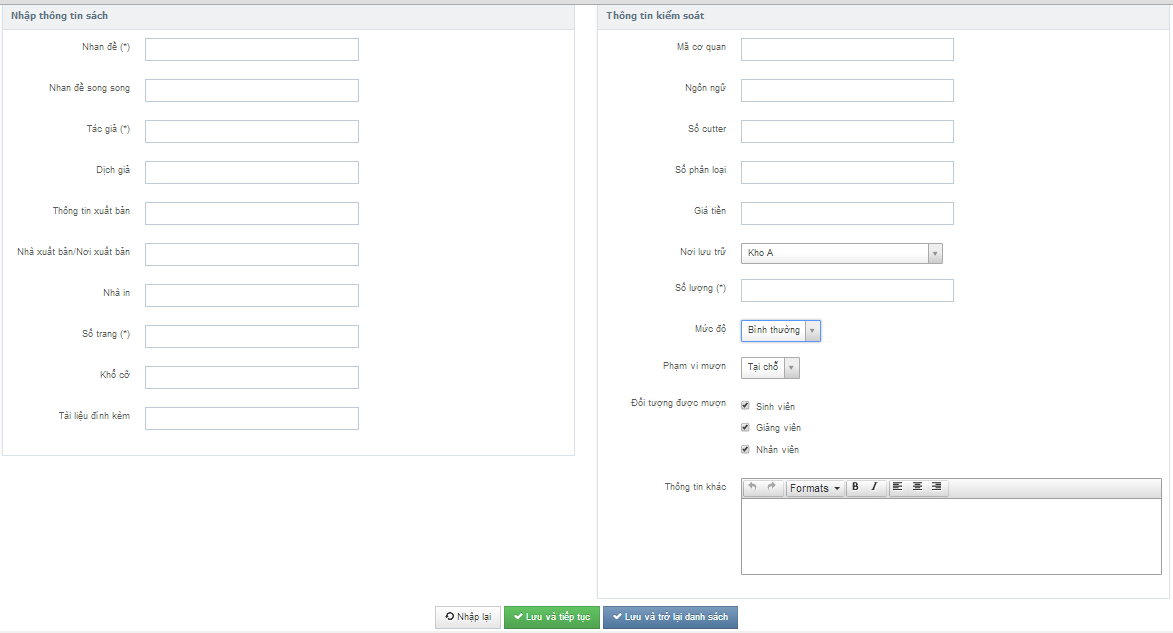 Nhập thông tin sách
Nhan đề (*)
Nhan đề song song
Tác giả (*)
Dịch giả
Thông tin xuất bản
Nhà xuất bản/Nơi xuất bản
Nhà in
Số trang (*)
Khổ cỡ
Tài liệu đính kèm
Thông tin kiểm soát
Mã cơ quan
Ngôn ngữ
Số cutter
Số phân loại
Giá tiền
Nơi lưu trữ Kho A
Số lượng (*)
Mức độ Bình thường
Phạm vi mượn Tại chỗ
Đối tượng được mượn Sinh viên
Giảng viên
Nhân viên
Thông tin khác Formats B I
Nhập lại Lưu và tiếp tục Lưu và trở lại danh sách